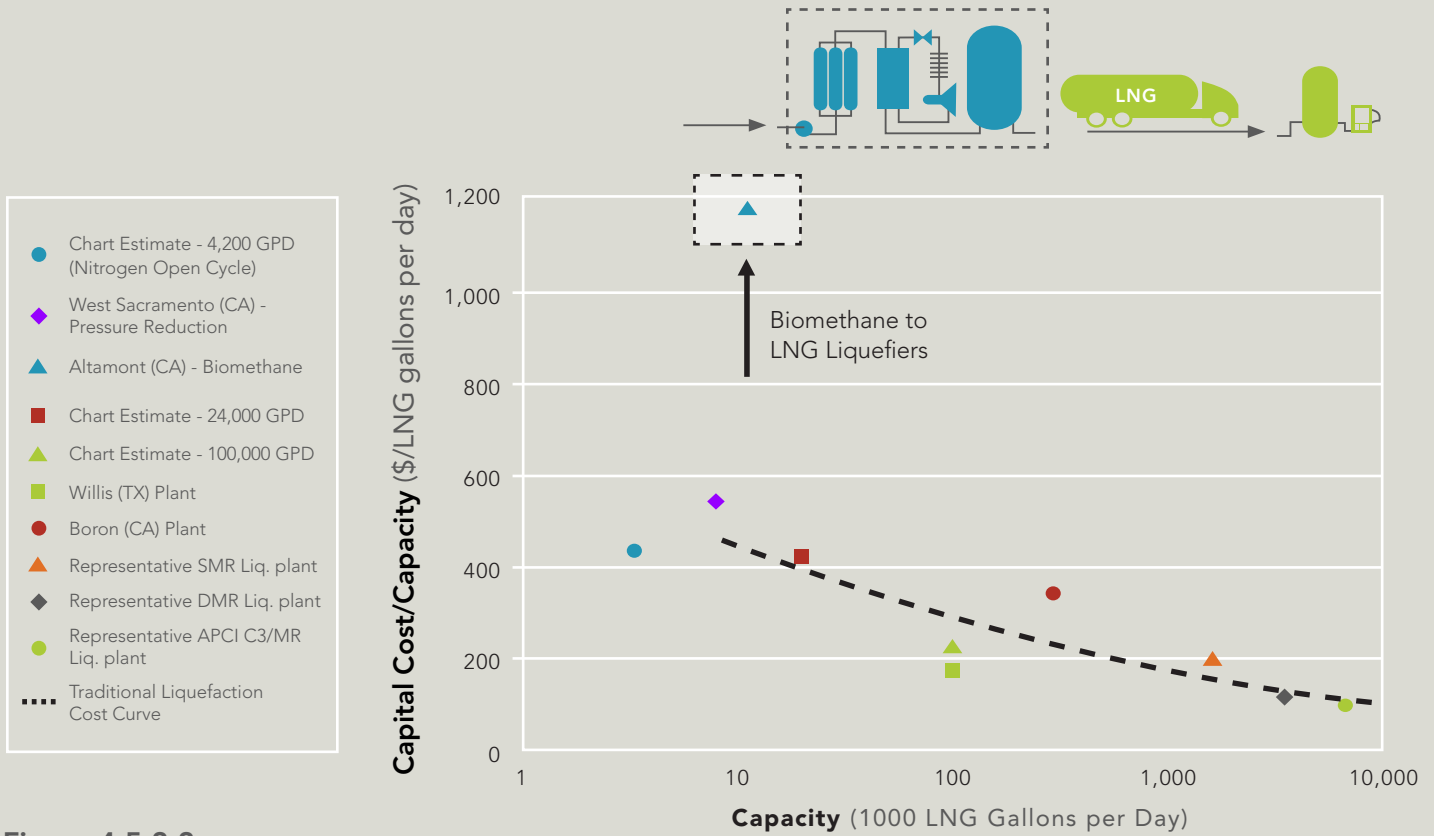 LNG
Chart Estimate - 4,200 GPD
(Nitrogen Open Cycle)
West Sacramento (CA) -
Pressure Reduction
Altamont (CA) - Biomethane
Chart Estimate - 24,000 GPD
Chart Estimate - 100,000 GPD
Willis (TX) Plant
Boron (CA) Plant
Representative SMR Liq. plant
Representative DMR Liq. plant
Representative APCI C3/MR
Liq. plant
Traditional Liquefaction
Cost Curve
Capital Cost/Capacity ($/LNG gallons per day)
1,200
1,000
800
600
400
200
0
Biomethane to
LNG Liquefiers
1
10
100
1,000
10,000
Capacity (1000 LNG Gallons per Day)